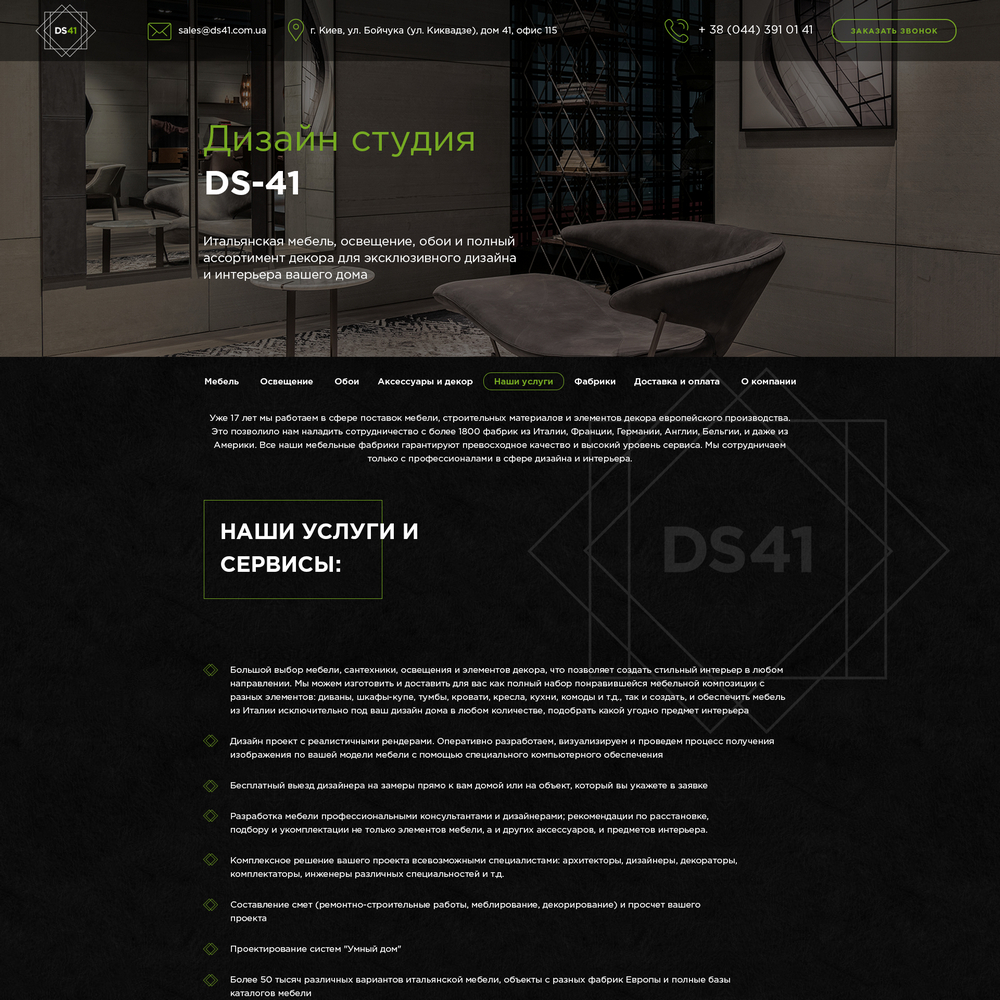 DS41
sales@ds41.com.ua
г. Киев, ул. Бойчука (ул. Киквадзе), дом 41, офис 115
+ 38 (044) 391 01 41
ЗАКАЗАТЬ ЗВОНОК
Дизайн студия
DS-41
Итальянская мебель, освещение, обои и полный
ассортимент декора для эксклюзивного дизайна
и интерьера вашего дома
Мебель
Освещение
Обои
Аксессуары и декор
Наши услуги
Фабрики
Доставка и оплата
О компании
Уже 17 лет мы работаем в сфере поставок мебели, строительных материалов и элементов декора европейского производства.
Это позволило нам наладить сотрудничество с более 1800 фабрик из Италии, Франции, Германии, Англии, Бельгии, и даже из
Америки. Все наши мебельные фабрики гарантируют превосходное качество и высокий уровень сервиса. Мы сотрудничаем
только с профессионалами в сфере дизайна и интерьера.
НАШИ УСЛУГИ И
СЕРВИСЫ:
DS41
Большой выбор мебели, сантехники, освещения и элементов декора, что позволяет создать стильный интерьер в любом
направлении. Мы можем изготовить и доставить для вас как полный набор понравившейся мебельной композиции с
разных элементов: диваны, шкафы-купе, тумбы, кровати, кресла, кухни, комоды и т.д., так и создать, и обеспечить мебель
из Италии исключительно под ваш дизайн дома в любом количестве, подобрать какой угодно предмет интерьера
Дизайн проект с реалистичными рендерами. Оперативно разработаем, визуализируем и проведем процесс получения
изображения по вашей модели мебели с помощью специального компьютерного обеспечения
Бесплатный выезд дизайнера на замеры прямо к вам домой или на объект, который вы укажете в заявке
Разработка мебели профессиональными консультантами и дизайнерами; рекомендации по расстановке,
подбору и укомплектации не только элементов мебели, а и других аксессуаров, и предметов интерьера.
Комплексное решение вашего проекта всевозможными специалистами: архитекторы, дизайнеры, декораторы,
комплектаторы, инженеры различных специальностей и т.д.
Составление смет (ремонтно-строительные работы, меблирование, декорирование) и просчет вашего
проекта
Проектирование систем "Умный дом"
Более 50 тысяч различных вариантов итальянской мебели, объекты с разных фабрик Европы и полные базы
каталогов мебели